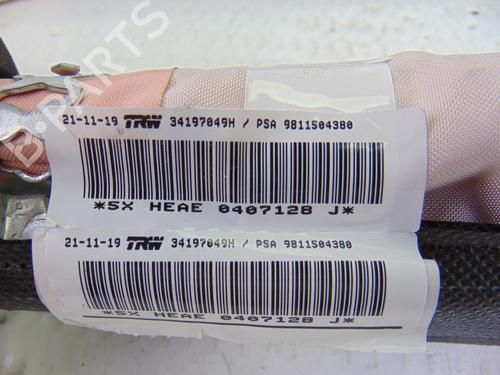 B-PARTS
21-11-19 TRW 34197049H / PSA 9811504380
*5X HEAE 0407128 J*
21-11-19 TRW 34197049H / PSA 9811504380
*5X HEAE 0407128 J*